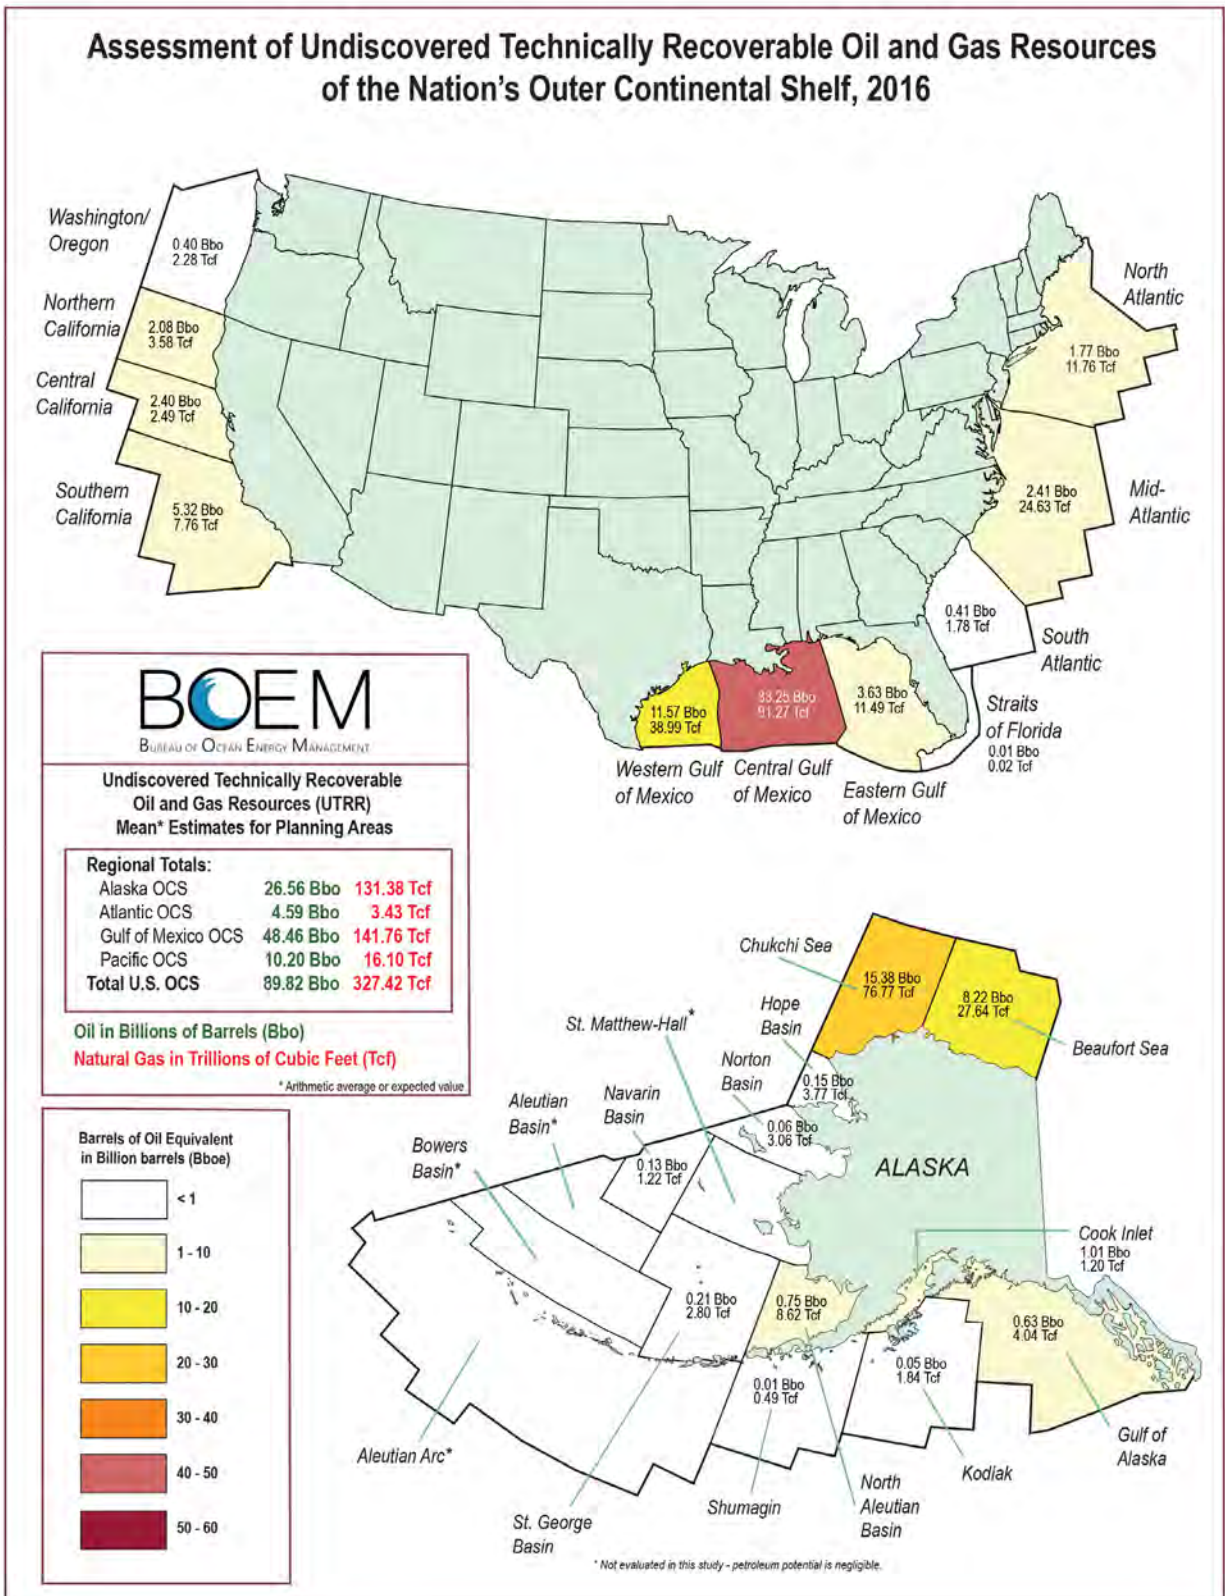 Assessment of Undiscovered Technically Recoverable Oil and Gas Resources
of the Nation's Outer Continental Shelf, 2016
Washington/
Oregon
0.40 Bbo
2.28 Tcf
Northern
California
2.08 Bbo
3.58 Tcf
Central
California
2.40 Bbo
2.49 Tcf
Southern
California
5.32 Bbo
7.76 Tcf
North
Atlantic
1.77 Bbo
11.76 Tcf
Mid-
Atlantic
2.41 Bbo
24.63 Tcf
0.41 Bbo
1.78 Tcf
South
Atlantic
Straits
of Florida
0.01 Bbo
0.02 Tcf
11.57 Bbo
38.99 Tcf
Western Gulf
of Mexico
33.25 Bbo
91.27 Tcf
Central Gulf
of Mexico
3.63 Bbo
11.49 Tcf
Eastern Gulf
of Mexico
BOEM
BUREAU OF OCEAN ENERGY MANAGEMENT
Undiscovered Technically Recoverable
Oil and Gas Resources (UTRR)
Mean* Estimates for Planning Areas
Regional Totals:
Alaska OCS 26.56 Bbo 131.38 Tcf
Atlantic OCS 4.59 Bbo 3.43 Tcf
Gulf of Mexico OCS 48.46 Bbo 141.76 Tcf
Pacific OCS 10.20 Bbo 16.10 Tcf
Total U.S. OCS 89.82 Bbo 327.42 Tcf
Oil in Billions of Barrels (Bbo)
Natural Gas in Trillions of Cubic Feet (Tcf)
* Arithmetic average or expected value
Barrels of Oil Equivalent
in Billion barrels (Bboe)
< 1
1 - 10
10 - 20
20 - 30
30 - 40
40 - 50
50 - 60
Chukchi Sea
15.38 Bbo
76.77 Tcf
8.22 Bbo
27.64 Tcf
Beaufort Sea
Hope
Basin
0.15 Bbo
3.77 Tcf
St. Matthew-Hall*
Norton
Basin
0.06 Bbo
3.06 Tcf
Navarin
Basin
0.13 Bbo
1.22 Tcf
Aleutian
Basin*
Bowers
Basin*
ALASKA
Cook Inlet
1.01 Bbo
1.20 Tcf
0.21 Bbo
2.80 Tcf
0.75 Bbo
8.62 Tcf
0.63 Bbo
4.04 Tcf
0.05 Bbo
1.84 Tcf
0.01 Bbo
0.49 Tcf
Aleutian Arc*
St. George
Basin
Shumagin
North
Aleutian
Basin
Kodiak
Gulf of
Alaska
* Not evaluated in this study - petroleum potential is negligible.